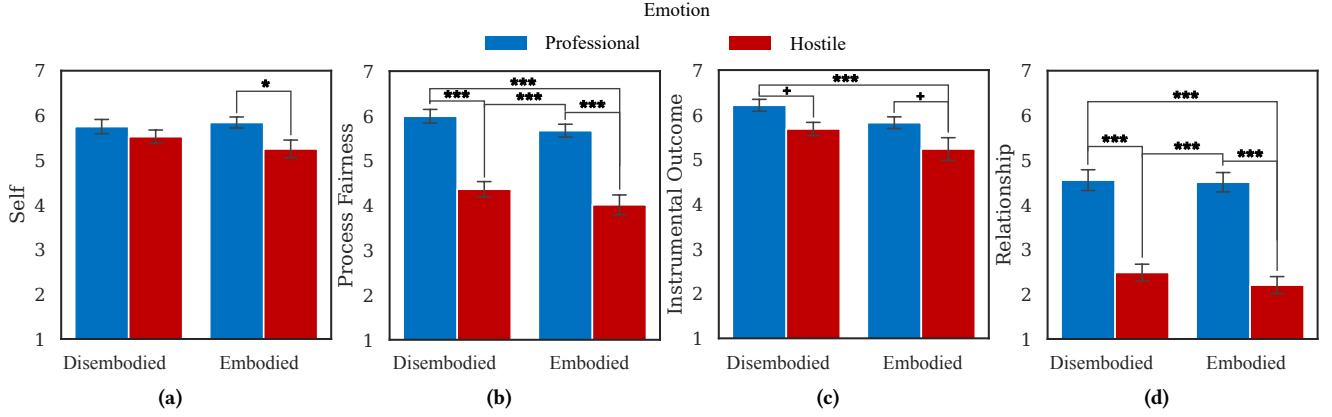 Emotion
Professional Hostile
Self
7
6
5
4
3
2
1
*
Disembodied Embodied
(a)
Process Fairness
7
6
5
4
3
2
1
***
*** *** ***
Disembodied Embodied
(b)
Instrumental Outcome
7
6
5
4
3
2
1
***
+ +
Disembodied Embodied
(c)
Relationship
7
6
5
4
3
2
1
***
*** *** ***
Disembodied Embodied
(d)